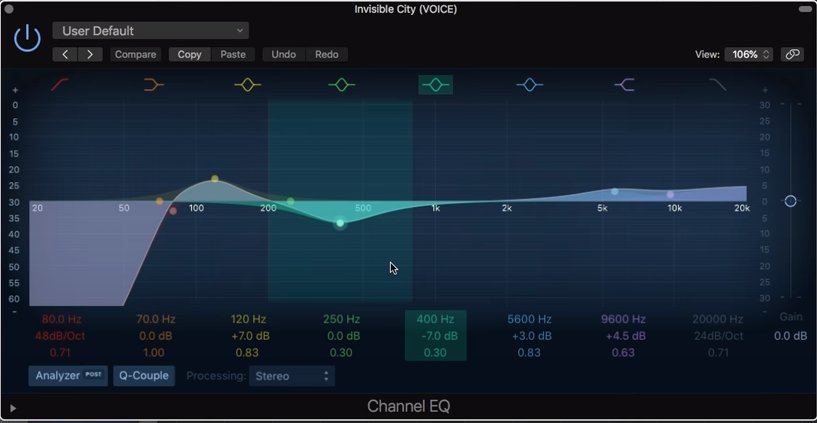 Invisible City (VOICE)
User Default
Compare Copy Paste Undo Redo View: 106%
+ +
0 30
5 25
10 20
15 15
20 10
25 5
30 0
20 50 100 200 500 1k 2k 5k 10k 20k
35 5
40 10
45 15
50 20
55 25
60 30
- -
80.0 Hz 70.0 Hz 120 Hz 250 Hz 400 Hz 5600 Hz 9600 Hz 20000 Hz Gain
48dB/Oct 0.0 dB +7.0 dB 0.0 dB -7.0 dB +3.0 dB +4.5 dB 24dB/Oct 0.0 dB
0.71 1.00 0.83 0.30 0.30 0.83 0.63 0.71
Analyzer POST Q-Couple Processing: Stereo
Channel EQ